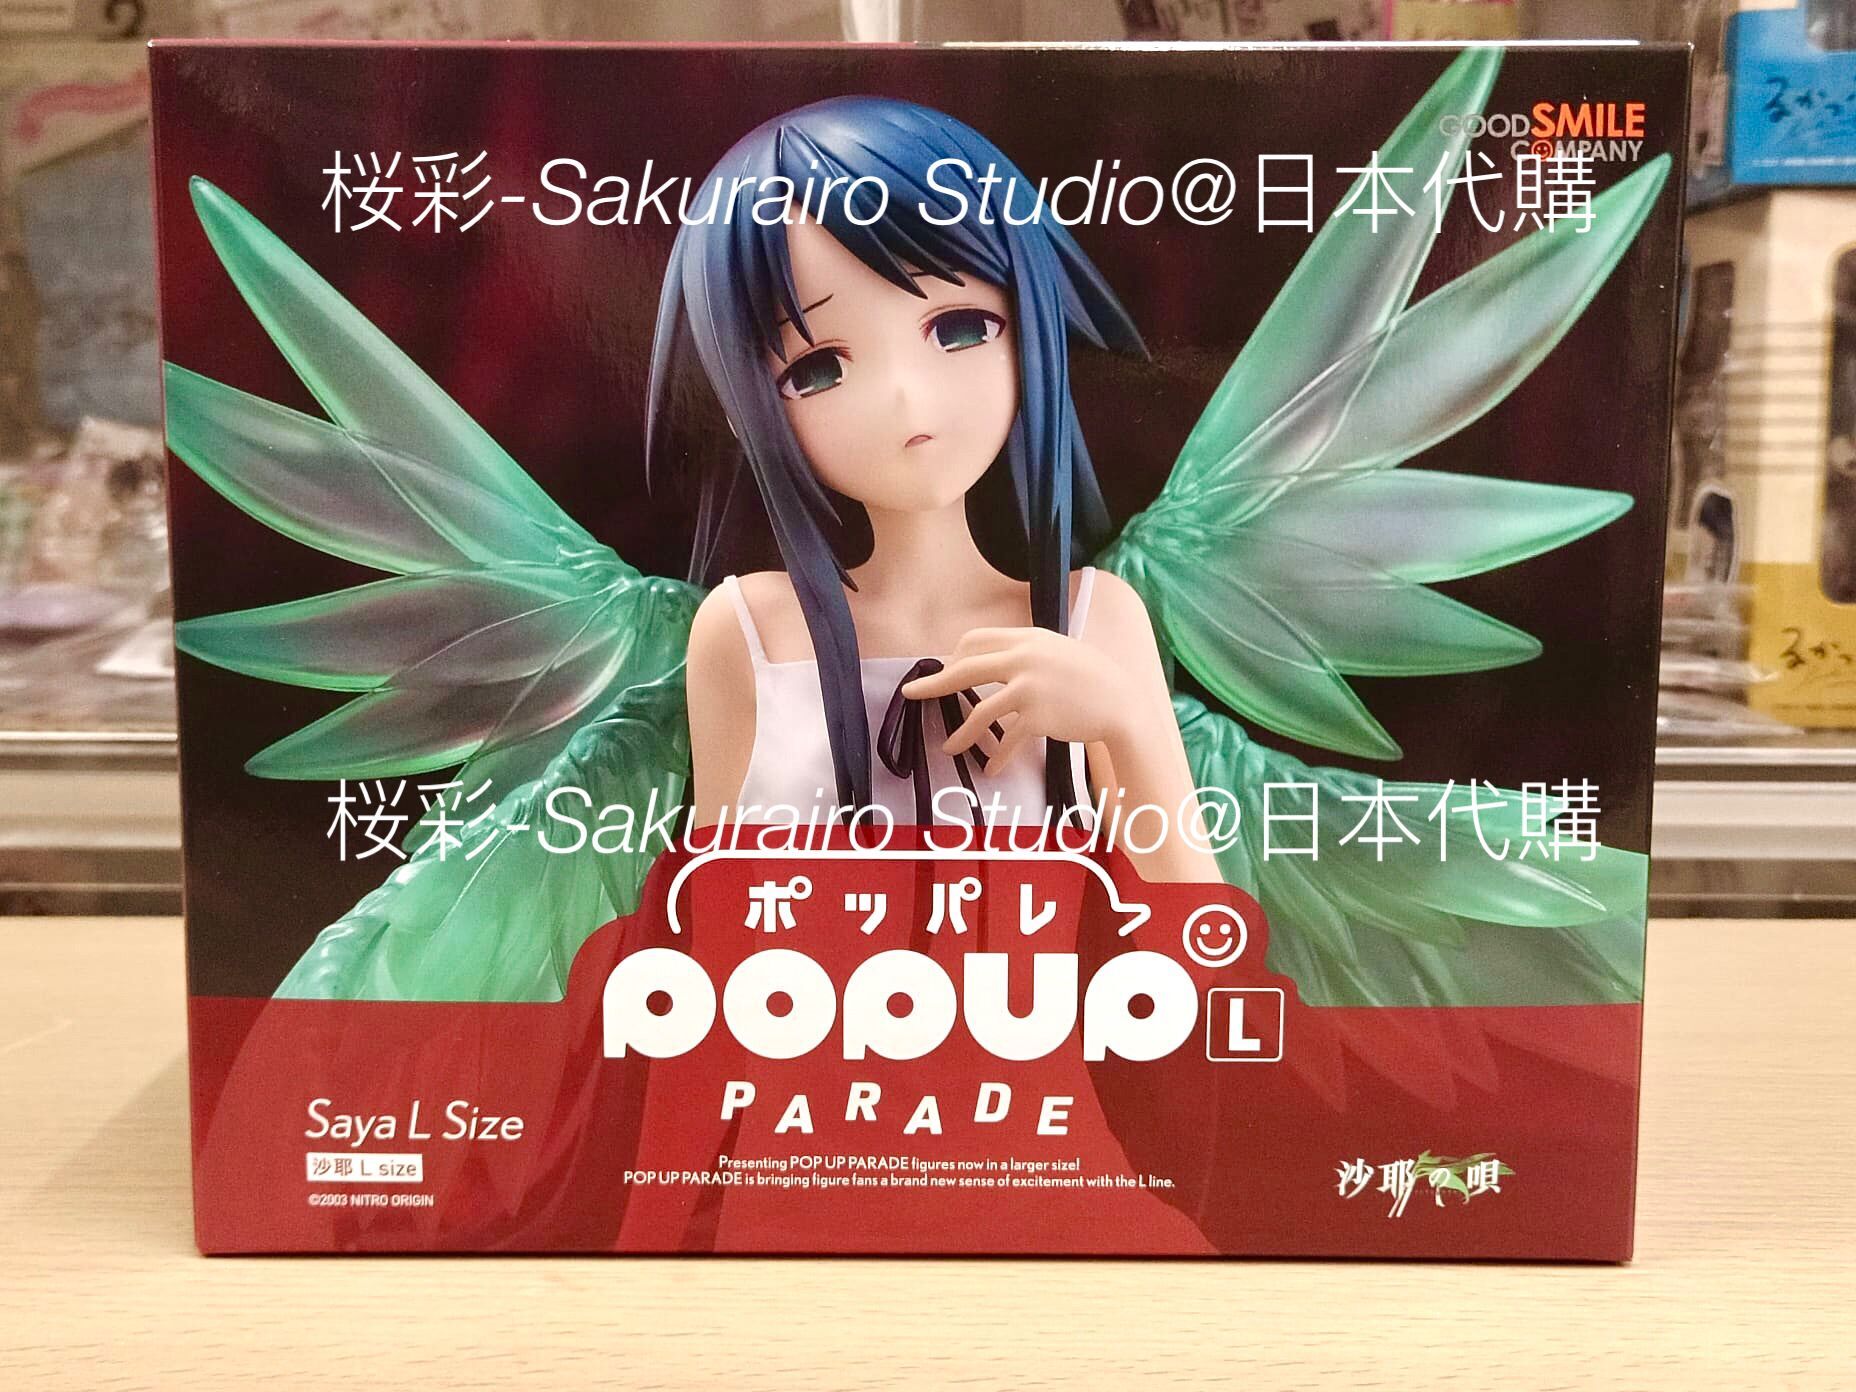 GOOD SMILE
COMPANY
桜彩-Sakurairo Studio@日本代購
桜彩-Sakurairo Studio@日本代購
ポッパレ
POP UP
L
PARADE
Saya L Size
沙耶 L size
©2003 NITRO ORIGIN
Presenting POP UP PARADE figures now in a larger size!
POP UP PARADE is bringing figure fans a brand new sense of excitement with the L line.
沙耶の唄